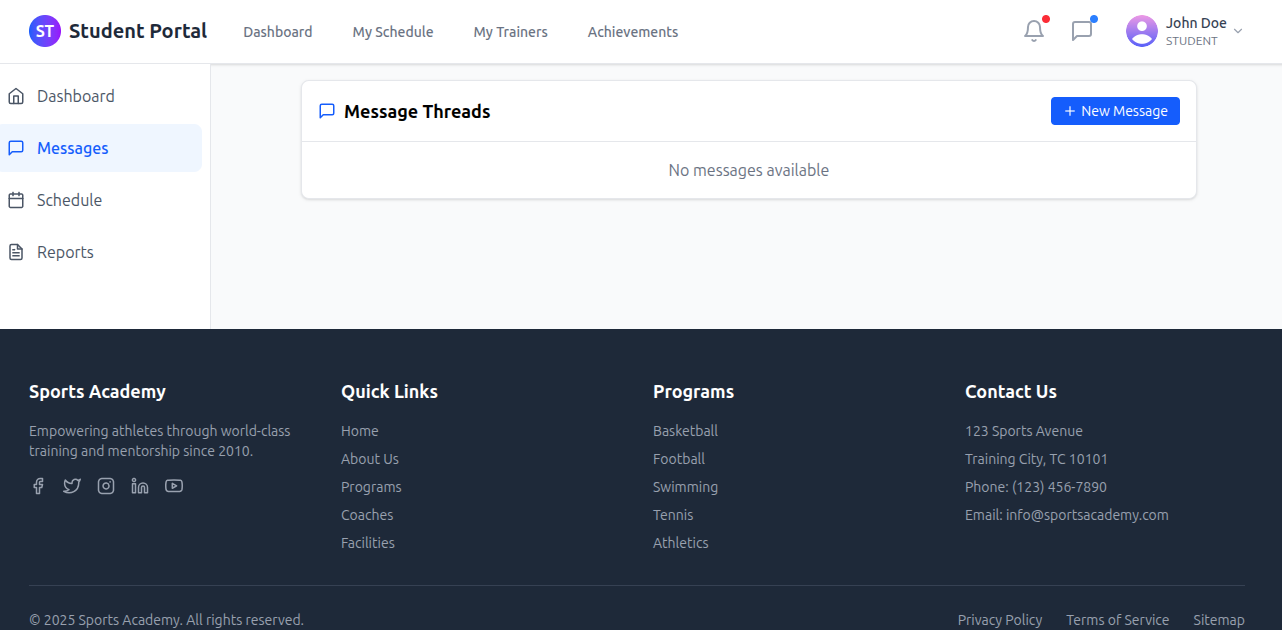 ST Student Portal Dashboard My Schedule My Trainers Achievements John Doe
STUDENT
Dashboard
Messages
Schedule
Reports
Message Threads + New Message
No messages available
Sports Academy
Empowering athletes through world-class
training and mentorship since 2010.
Quick Links
Home
About Us
Programs
Coaches
Facilities
Programs
Basketball
Football
Swimming
Tennis
Athletics
Contact Us
123 Sports Avenue
Training City, TC 10101
Phone: (123) 456-7890
Email: info@sportsacademy.com
© 2025 Sports Academy. All rights reserved. Privacy Policy Terms of Service Sitemap